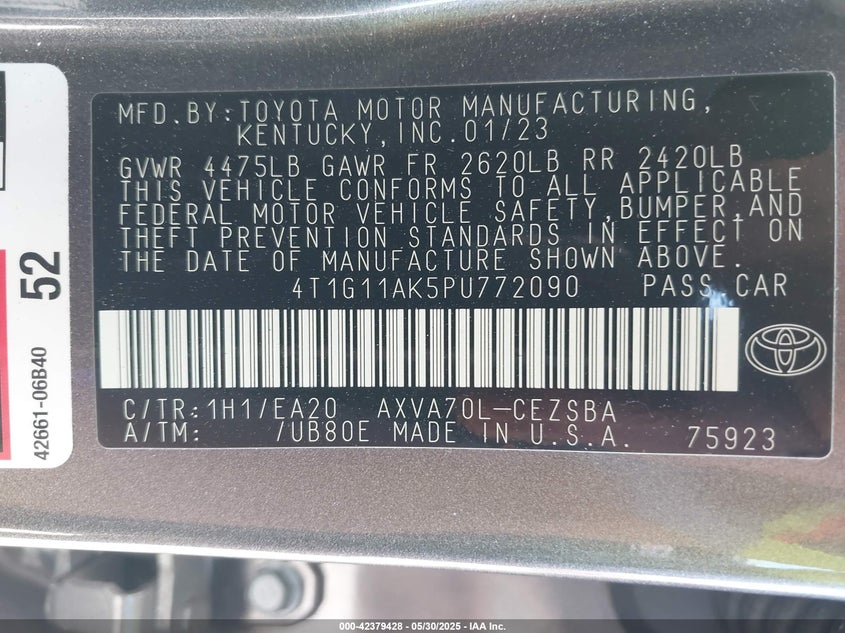 MFD.BY:TOYOTA MOTOR MANUFACTURING,
KENTUCKY,INC.01/23
GVWR 4475LB GAWR FR 2620LB RR 2420LB
THIS VEHICLE CONFORMS TO ALL APPLICABLE
FEDERAL MOTOR VEHICLE SAFETY,BUMPER,AND
THEFT PREVENTION STANDARDS IN EFFECT ON
THE DATE OF MANUFACTURE SHOWN ABOVE.
4T1G11AK5PU772090 PASS CAR
C/TR:1H1/EA20 AXVA70L-CEZSBA
A/TM: /UB80E MADE IN U.S.A. 75923
52
42661-06B40
000-42379428 - 05/30/2025 - IAA Inc.